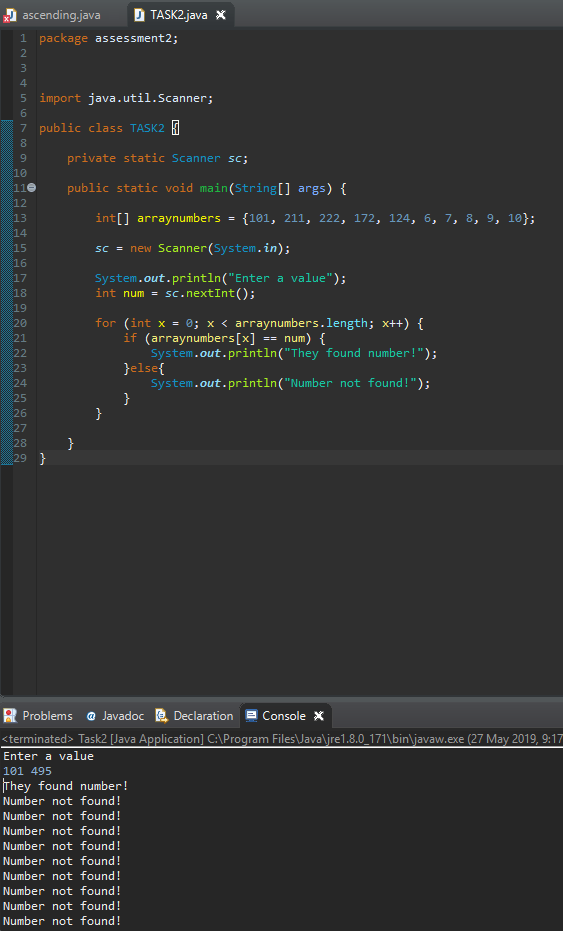 ascending.java TASK2.java
1 package assessment2;
2
3
4
5 import java.util.Scanner;
6
7 public class TASK2 {
8
9 private static Scanner sc;
10
11 public static void main(String[] args) {
12
13 int[] arraynumbers = {101, 211, 222, 172, 124, 6, 7, 8, 9, 10};
14
15 sc = new Scanner(System.in);
16
17 System.out.println("Enter a value");
18 int num = sc.nextInt();
19
20 for (int x = 0; x < arraynumbers.length; x++) {
21 if (arraynumbers[x] == num) {
22 System.out.println("They found number!");
23 }else{
24 System.out.println("Number not found!");
25 }
26 }
27
28 }
29 }
Problems @ Javadoc Declaration Console
<terminated> Task2 [Java Application] C:\Program Files\Java\jre1.8.0_171\bin\javaw.exe (27 May 2019, 9:17
Enter a value
101 495
They found number!
Number not found!
Number not found!
Number not found!
Number not found!
Number not found!
Number not found!
Number not found!
Number not found!
Number not found!